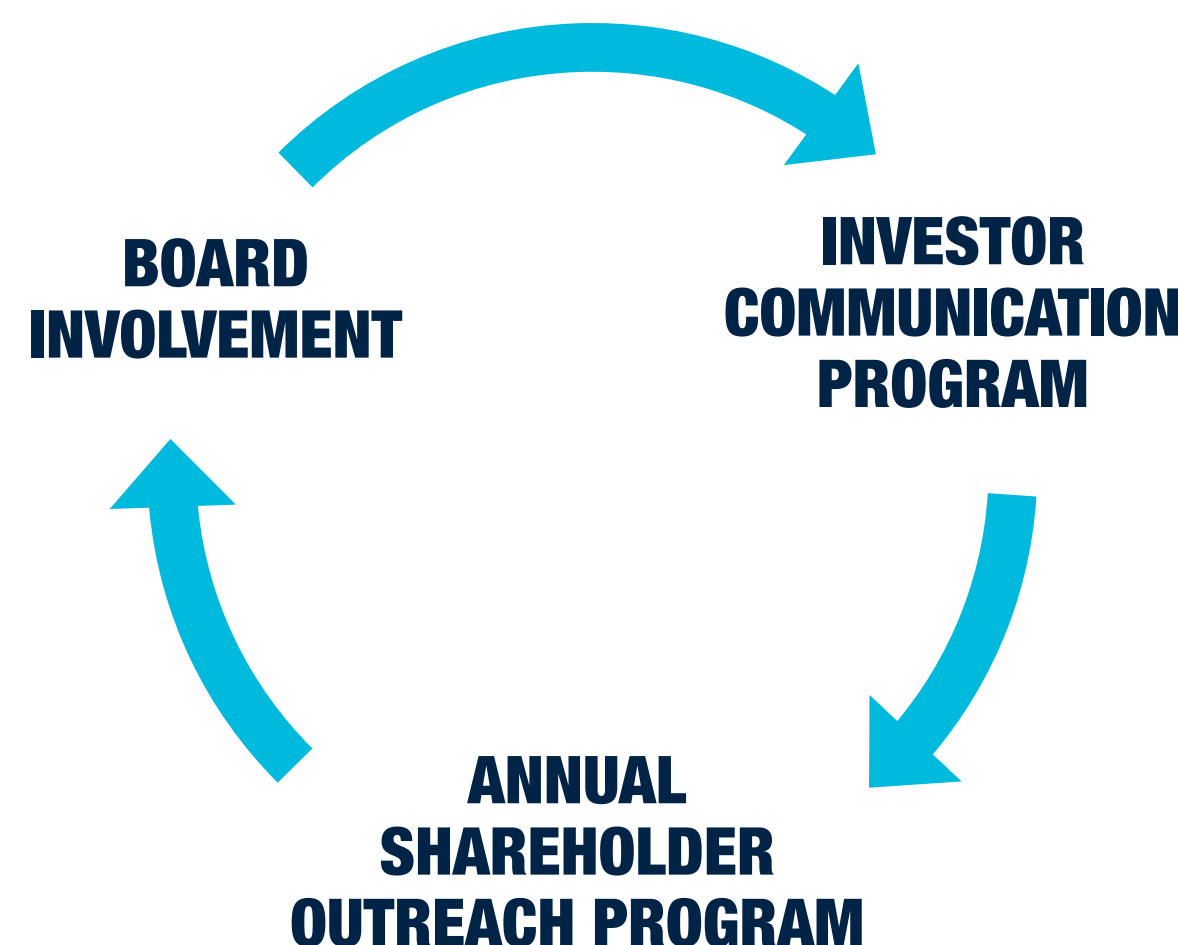 BOARD
INVOLVEMENT
INVESTOR
COMMUNICATION
PROGRAM
ANNUAL
SHAREHOLDER
OUTREACH PROGRAM